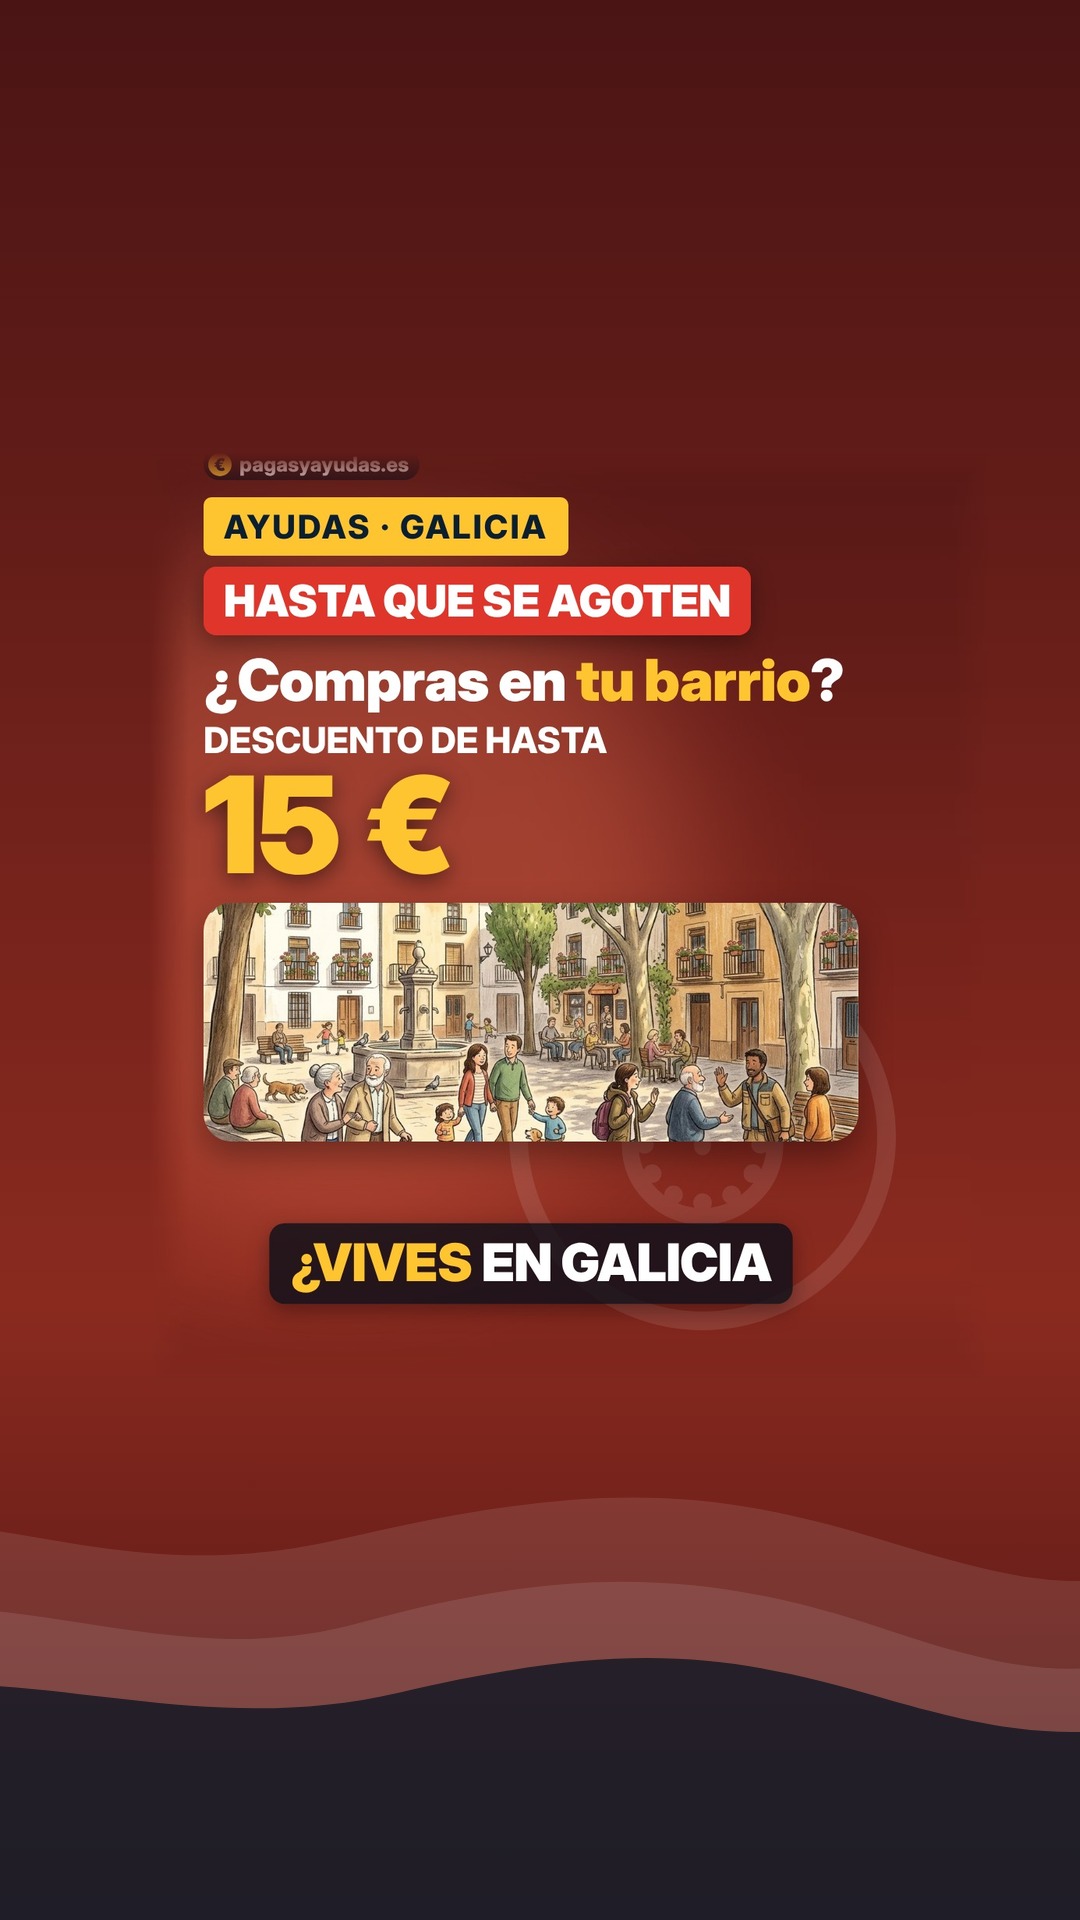 € pagasyayudas.es
AYUDAS · GALICIA
HASTA QUE SE AGOTEN
¿Compras en tu barrio?
DESCUENTO DE HASTA
15 €
¿VIVES EN GALICIA